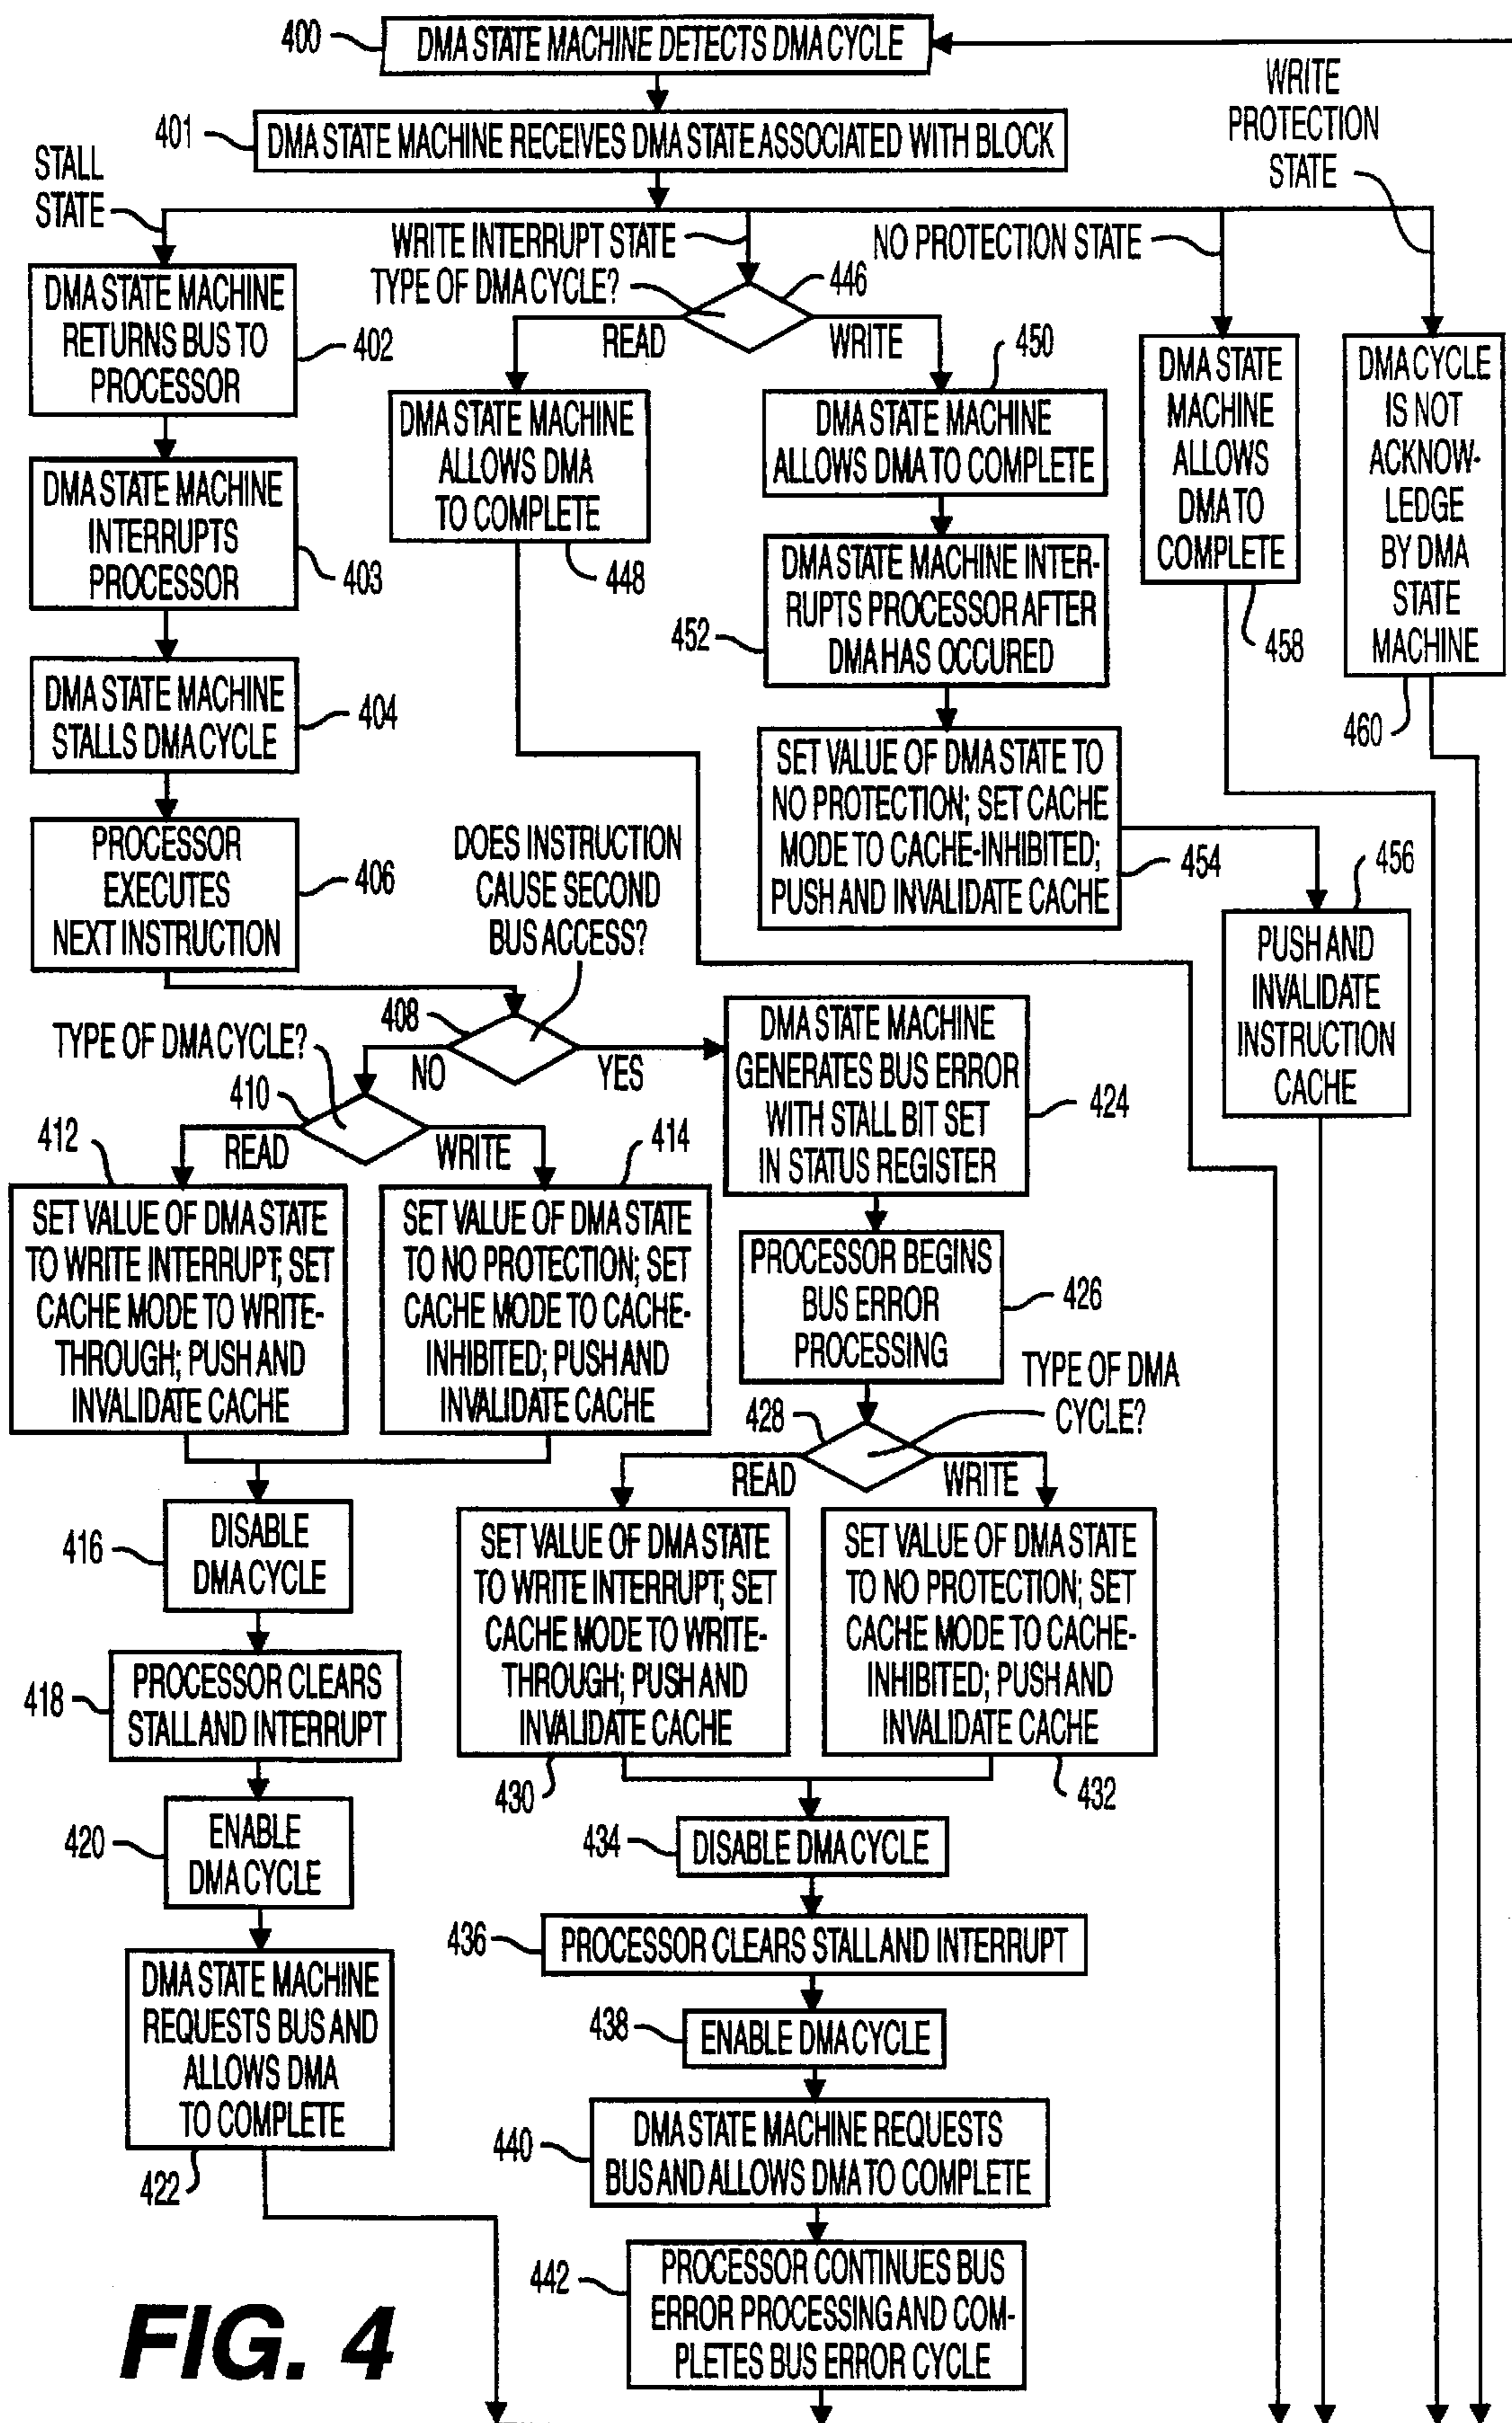 400
DMA STATE MACHINE DETECTS DMA CYCLE
401
DMA STATE MACHINE RECEIVES DMA STATE ASSOCIATED WITH BLOCK
WRITE
PROTECTION
STATE
STALL
STATE
WRITE INTERRUPT STATE
NO PROTECTION STATE
DMA STATE MACHINE
RETURNS BUS TO
PROCESSOR
402
DMA STATE MACHINE
INTERRUPTS
PROCESSOR
403
DMA STATE MACHINE
STALLS DMA CYCLE
404
PROCESSOR
EXECUTES
NEXT INSTRUCTION
406
TYPE OF DMA CYCLE?
446
READ
WRITE
DMA STATE MACHINE
ALLOWS DMA
TO COMPLETE
448
450
DMA STATE MACHINE
ALLOWS DMA TO COMPLETE
452
DMA STATE MACHINE INTER-
RUPTS PROCESSOR AFTER
DMA HAS OCCURED
SET VALUE OF DMA STATE TO
NO PROTECTION; SET CACHE
MODE TO CACHE-INHIBITED;
PUSH AND INVALIDATE CACHE
454
456
PUSH AND
INVALIDATE
INSTRUCTION
CACHE
DMA STATE
MACHINE
ALLOWS
DMA TO
COMPLETE
458
DMA CYCLE
IS NOT
ACKNOW-
LEDGE
BY DMA
STATE
MACHINE
460
DOES INSTRUCTION
CAUSE SECOND
BUS ACCESS?
408
NO
YES
TYPE OF DMA CYCLE?
410
READ
WRITE
412
SET VALUE OF DMA STATE
TO WRITE INTERRUPT; SET
CACHE MODE TO WRITE-
THROUGH; PUSH AND
INVALIDATE CACHE
414
SET VALUE OF DMA STATE
TO NO PROTECTION; SET
CACHE MODE TO CACHE-
INHIBITED; PUSH AND
INVALIDATE CACHE
416
DISABLE
DMA CYCLE
418
PROCESSOR CLEARS
STALL AND INTERRUPT
420
ENABLE
DMA CYCLE
DMA STATE MACHINE
REQUESTS BUS AND
ALLOWS DMA
TO COMPLETE
422
DMA STATE MACHINE
GENERATES BUS ERROR
WITH STALL BIT SET
IN STATUS REGISTER
424
PROCESSOR BEGINS
BUS ERROR
PROCESSING
426
TYPE OF DMA
CYCLE?
428
READ
WRITE
SET VALUE OF DMA STATE
TO WRITE INTERRUPT; SET
CACHE MODE TO WRITE-
THROUGH; PUSH AND
INVALIDATE CACHE
430
SET VALUE OF DMA STATE
TO NO PROTECTION; SET
CACHE MODE TO CACHE-
INHIBITED; PUSH AND
INVALIDATE CACHE
432
434
DISABLE DMA CYCLE
436
PROCESSOR CLEARS STALL AND INTERRUPT
438
ENABLE DMA CYCLE
440
DMA STATE MACHINE REQUESTS
BUS AND ALLOWS DMA TO COMPLETE
442
PROCESSOR CONTINUES BUS
ERROR PROCESSING AND COM-
PLETES BUS ERROR CYCLE
FIG. 4